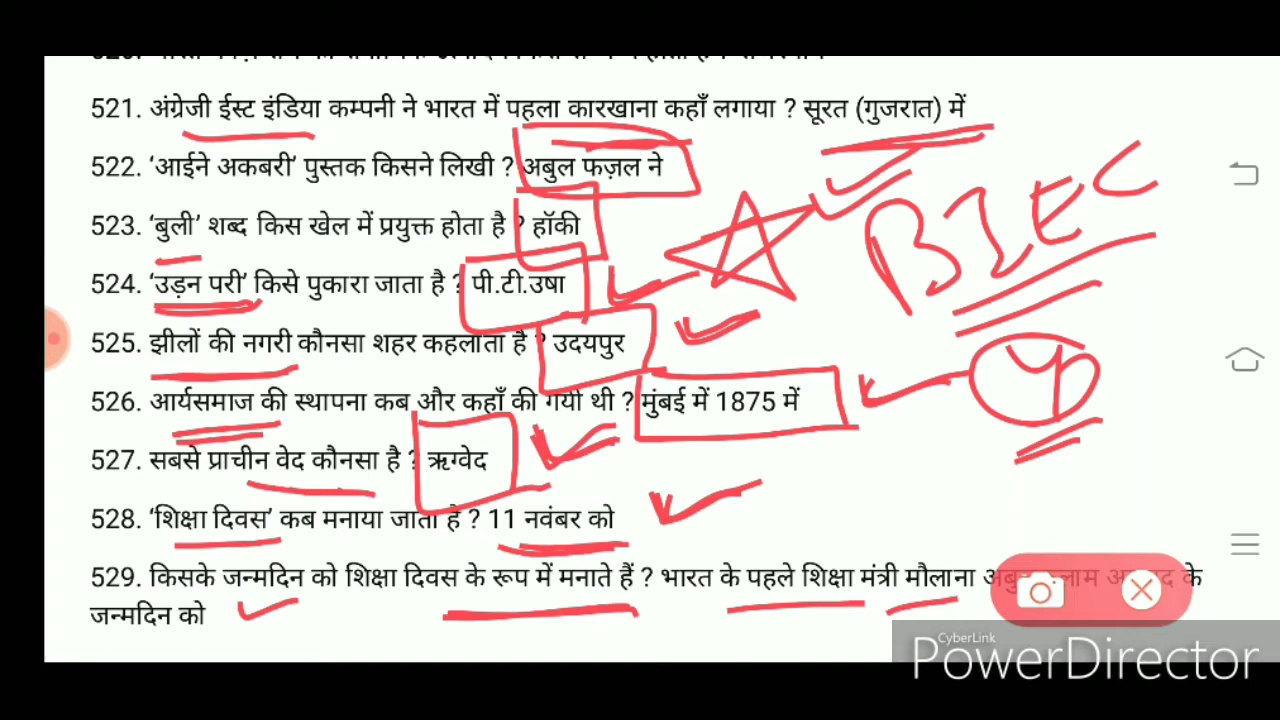 521. अंग्रेजी ईस्ट इंडिया कम्पनी ने भारत में पहला कारखाना कहाँ लगाया ? सूरत (गुजरात) में
522. ‘आईने अकबरी’ पुस्तक किसने लिखी ? अबुल फज़ल ने
523. ‘बुली’ शब्द किस खेल में प्रयुक्त होता है ? हॉकी
524. ‘उड़न परी’ किसे पुकारा जाता है ? पी.टी.उषा
525. झीलों की नगरी कौनसा शहर कहलाता है ? उदयपुर
526. आर्यसमाज की स्थापना कब और कहाँ की गयी थी ? मुंबई में 1875 में
527. सबसे प्राचीन वेद कौनसा है ? ऋग्वेद
528. ‘शिक्षा दिवस’ कब मनाया जाता है ? 11 नवंबर को
529. किसके जन्मदिन को शिक्षा दिवस के रूप में मनाते हैं ? भारत के पहले शिक्षा मंत्री मौलाना के
जन्मदिन को
CyberLink
PowerDirector